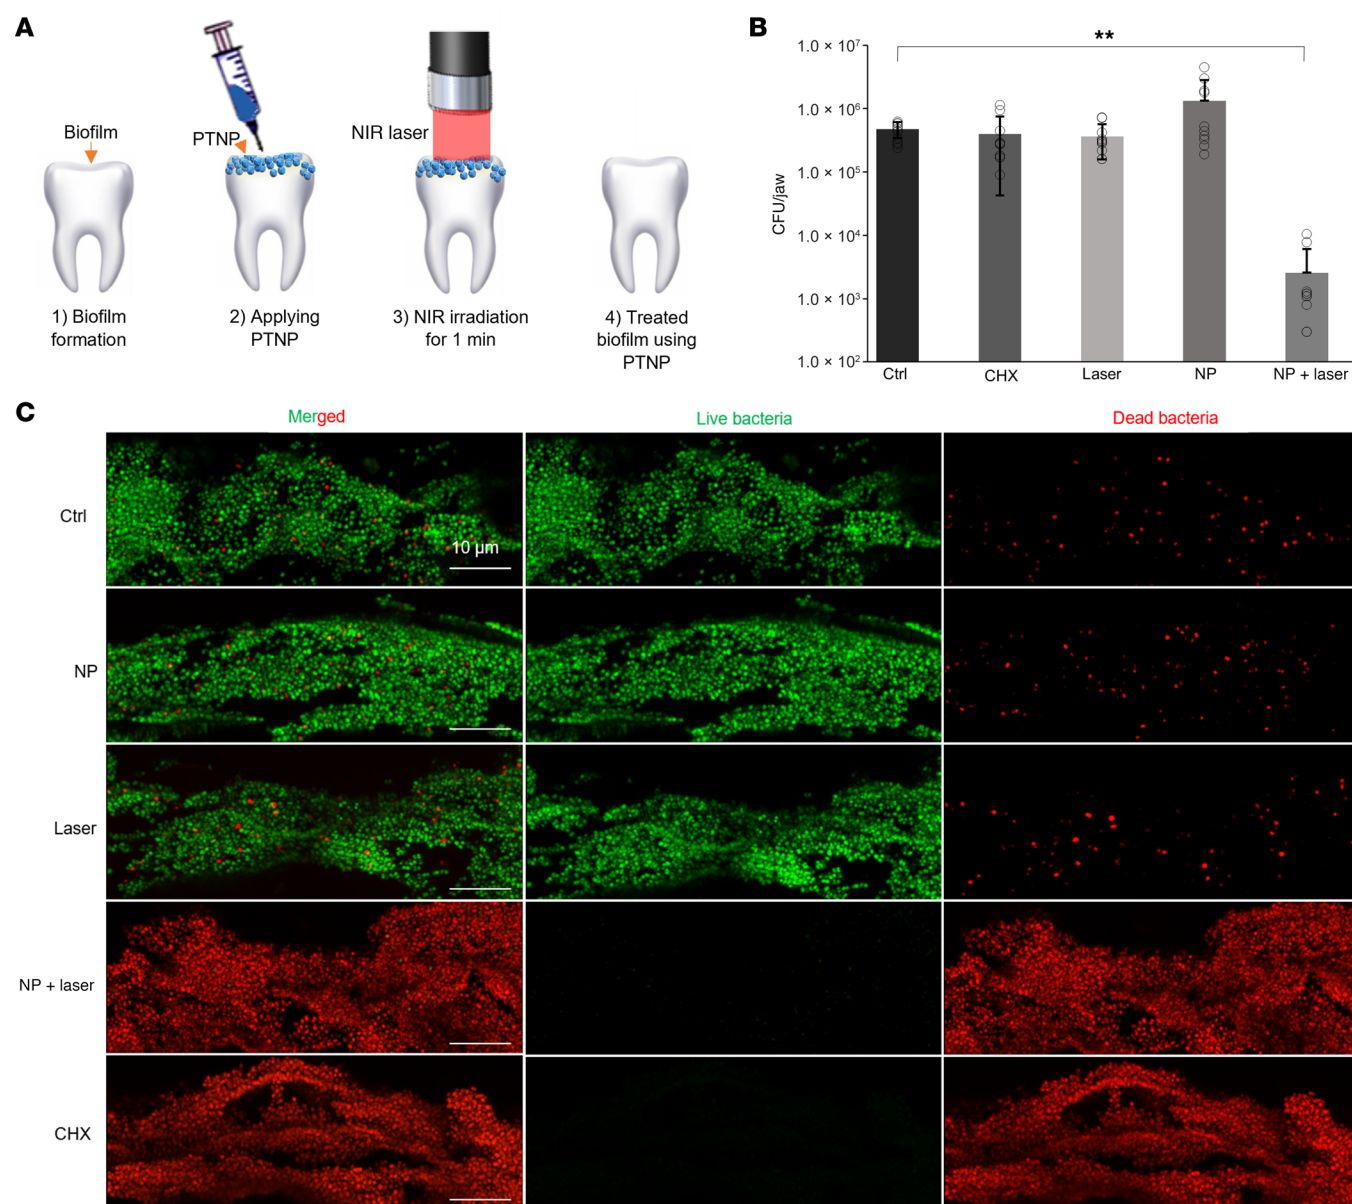 A
Biofilm
PTNP
NIR laser
1) Biofilm
formation
2) Applying
PTNP
3) NIR irradiation
for 1 min
4) Treated
biofilm using
PTNP
B
**
CFU/jaw
1.0 × 10⁷
1.0 × 10⁶
1.0 × 10⁵
1.0 × 10⁴
1.0 × 10³
1.0 × 10²
Ctrl
CHX
Laser
NP
NP + laser
C
Merged
Live bacteria
Dead bacteria
Ctrl
10 µm
NP
Laser
NP + laser
CHX